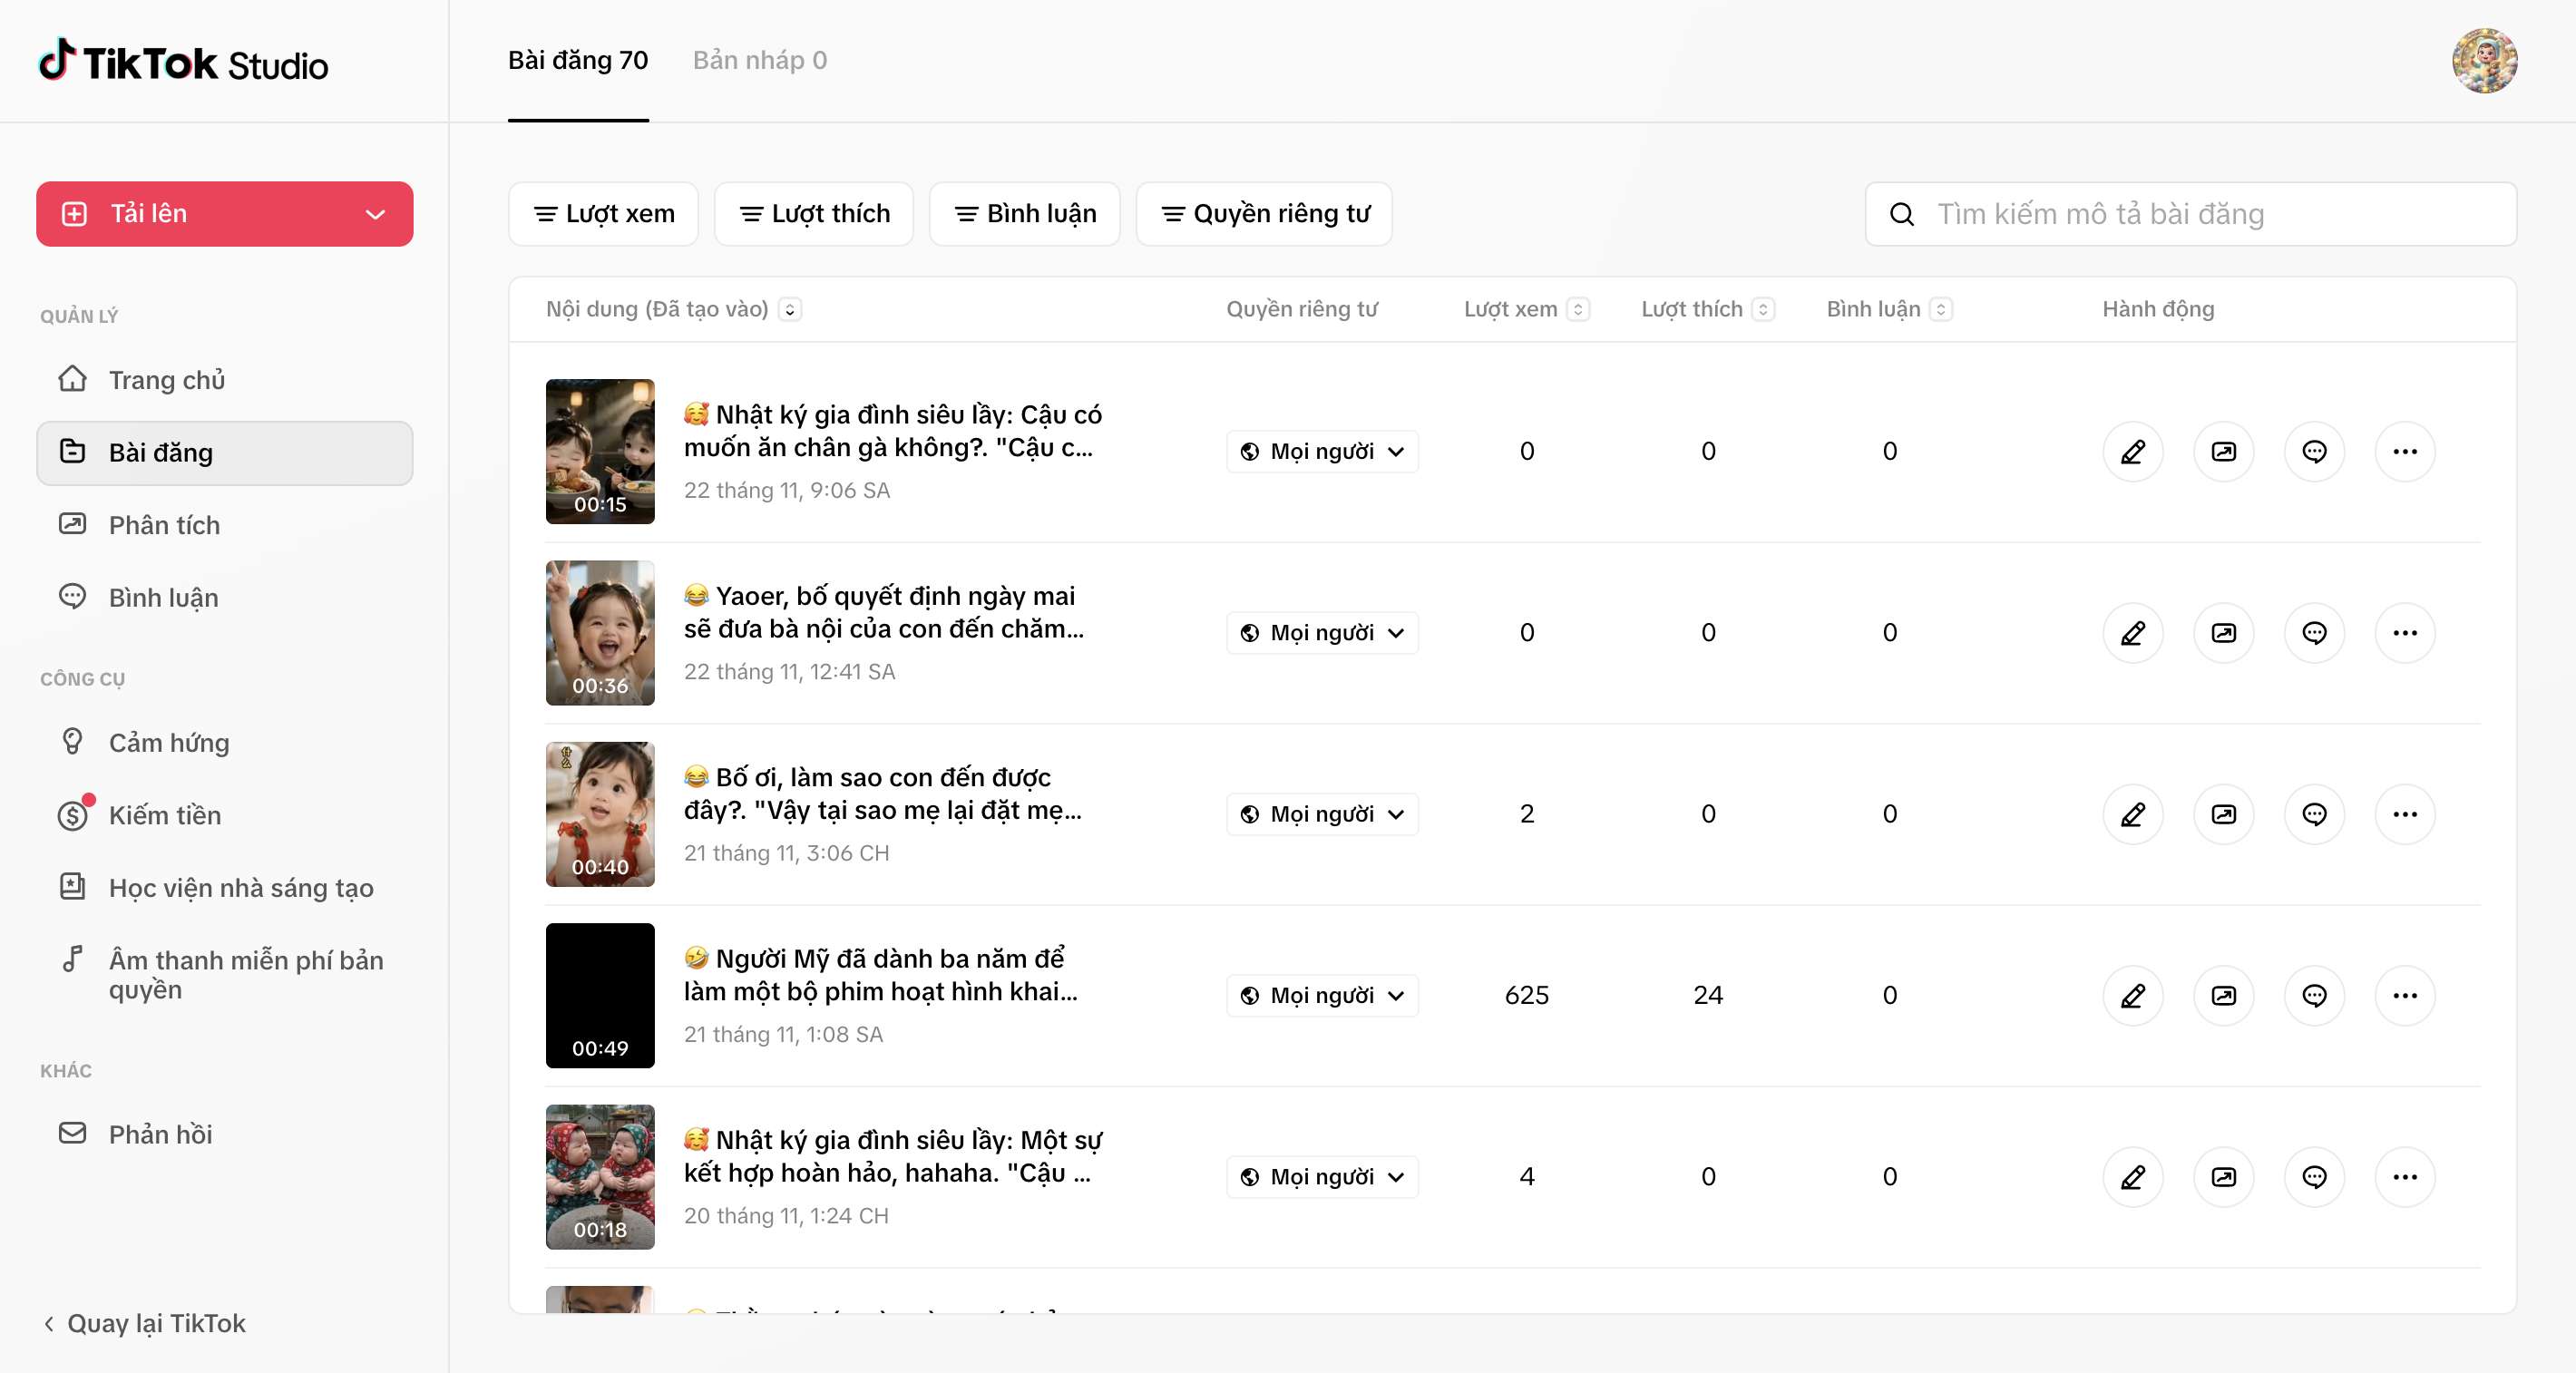 TikTok Studio
Bài đăng 70
Bản nháp 0
Tải lên
QUẢN LÝ
Trang chủ
Bài đăng
Phân tích
Bình luận
CÔNG CỤ
Cảm hứng
Kiếm tiền
Học viện nhà sáng tạo
Âm thanh miễn phí bản
quyền
KHÁC
Phản hồi
Quay lại TikTok
Lượt xem
Lượt thích
Bình luận
Quyền riêng tư
Tìm kiếm mô tả bài đăng
Nội dung (Đã tạo vào)
Quyền riêng tư
Lượt xem
Lượt thích
Bình luận
Hành động
00:15
🥰 Nhật ký gia đình siêu lầy: Cậu có
muốn ăn chân gà không?. "Cậu c...
22 tháng 11, 9:06 SA
Mọi người
0
0
0
00:36
😂 Yaoer, bố quyết định ngày mai
sẽ đưa bà nội của con đến chăm...
22 tháng 11, 12:41 SA
Mọi người
0
0
0
什么
00:40
😂 Bố ơi, làm sao con đến được
đây?. "Vậy tại sao mẹ lại đặt mẹ...
21 tháng 11, 3:06 CH
Mọi người
2
0
0
00:49
🤣 Người Mỹ đã dành ba năm để
làm một bộ phim hoạt hình khai...
21 tháng 11, 1:08 SA
Mọi người
625
24
0
00:18
🥰 Nhật ký gia đình siêu lầy: Một sự
kết hợp hoàn hảo, hahaha. "Cậu ...
20 tháng 11, 1:24 CH
Mọi người
4
0
0